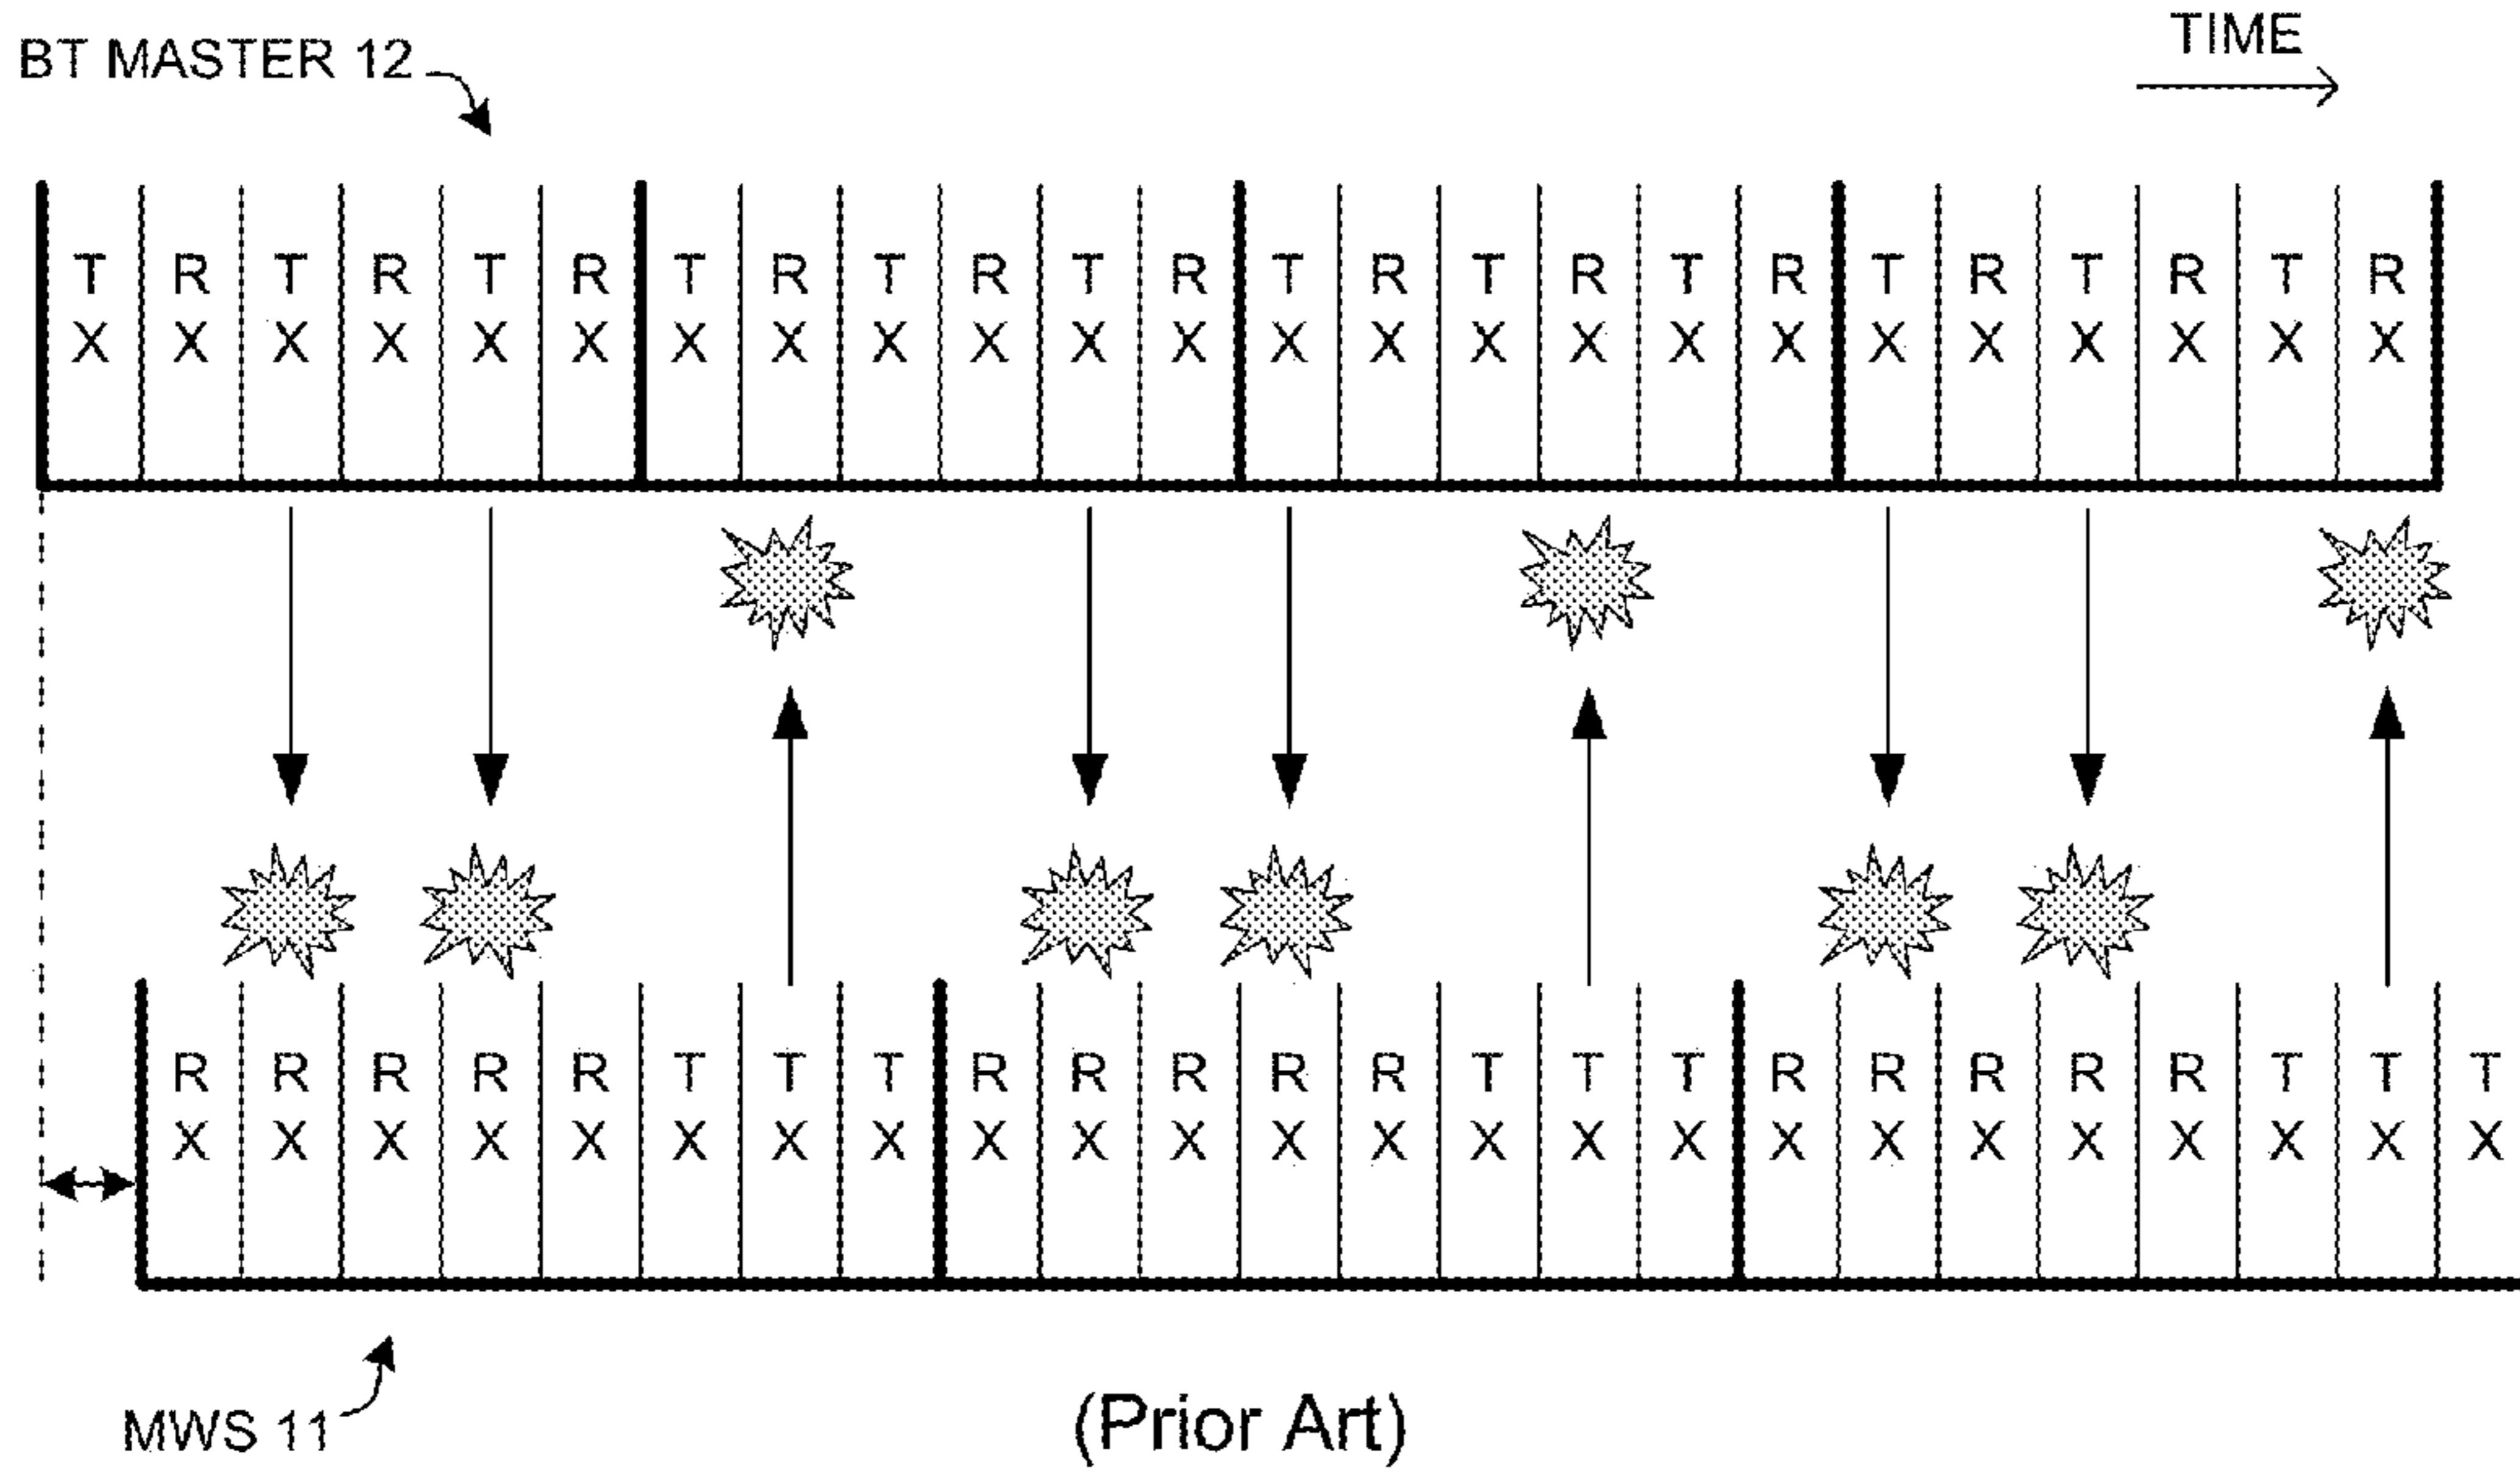 TIME
BT MASTER 12
T R T R T R T R T R T R T R T R T R T R T R T R
X X X X X X X X X X X X X X X X X X X X X X X X
R R R R R T T T R R R R R T T T R R R R R T T T
X X X X X X X X X X X X X X X X X X X X X X X X
MWS 11
(Prior Art)